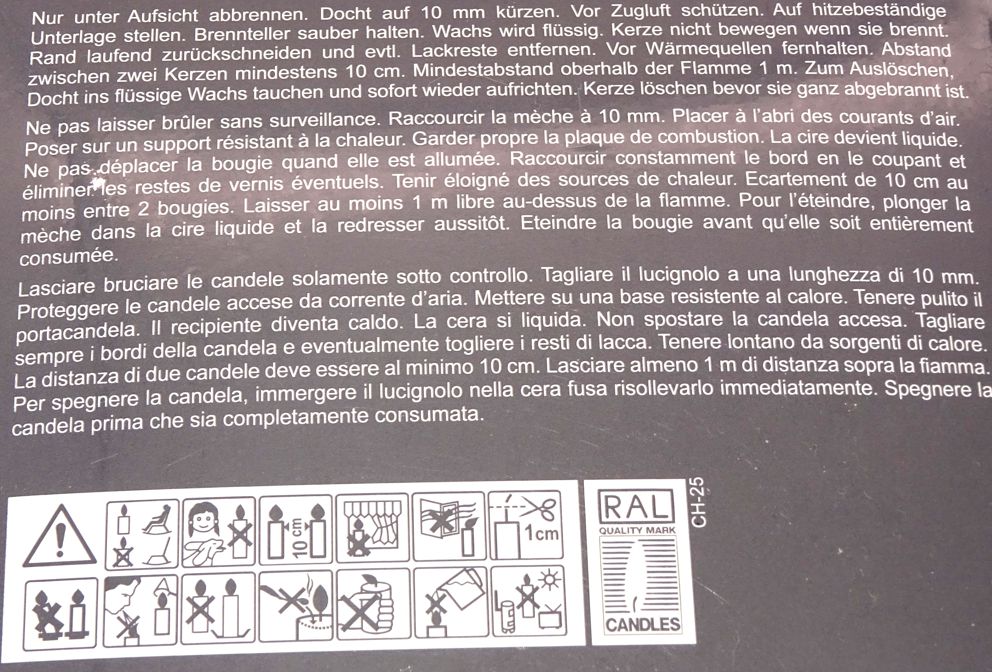 Nur unter Aufsicht abbrennen. Docht auf 10 mm kürzen. Vor Zugluft schützen. Auf hitzebeständige
Unterlage stellen. Brennteller sauber halten. Wachs wird flüssig. Kerze nicht bewegen wenn sie brennt.
Rand laufend zurückschneiden und evtl. Lackreste entfernen. Vor Wärmequellen fernhalten. Abstand
zwischen zwei Kerzen mindestens 10 cm. Mindestabstand oberhalb der Flamme 1 m. Zum Auslöschen,
Docht ins flüssige Wachs tauchen und sofort wieder aufrichten. Kerze löschen bevor sie ganz abgebrannt ist.
Ne pas laisser brûler sans surveillance. Raccourcir la mèche à 10 mm. Placer à l'abri des courants d'air.
Poser sur un support résistant à la chaleur. Garder propre la plaque de combustion. La cire devient liquide.
Ne pas déplacer la bougie quand elle est allumée. Raccourcir constamment le bord en le coupant et
éliminer les restes de vernis éventuels. Tenir éloigné des sources de chaleur. Ecartement de 10 cm au
moins entre 2 bougies. Laisser au moins 1 m libre au-dessus de la flamme. Pour l'éteindre, plonger la
mèche dans la cire liquide et la redresser aussitôt. Eteindre la bougie avant qu'elle soit entièrement
consumée.
Lasciare bruciare le candele solamente sotto controllo. Tagliare il lucignolo a una lunghezza di 10 mm.
Proteggere le candele accese da corrente d'aria. Mettere su una base resistente al calore. Tenere pulito il
portacandela. Il recipiente diventa caldo. La cera si liquida. Non spostare la candela accesa. Tagliare
sempre i bordi della candela e eventualmente togliere i resti di lacca. Tenere lontano da sorgenti di calore.
La distanza di due candele deve essere al minimo 10 cm. Lasciare almeno 1 m di distanza sopra la fiamma.
Per spegnere la candela, immergere il lucignolo nella cera fusa risollevarlo immediatamente. Spegnere la
candela prima che sia completamente consumata.
10 cm
1cm
RAL
QUALITY MARK
CANDLES
CH-25